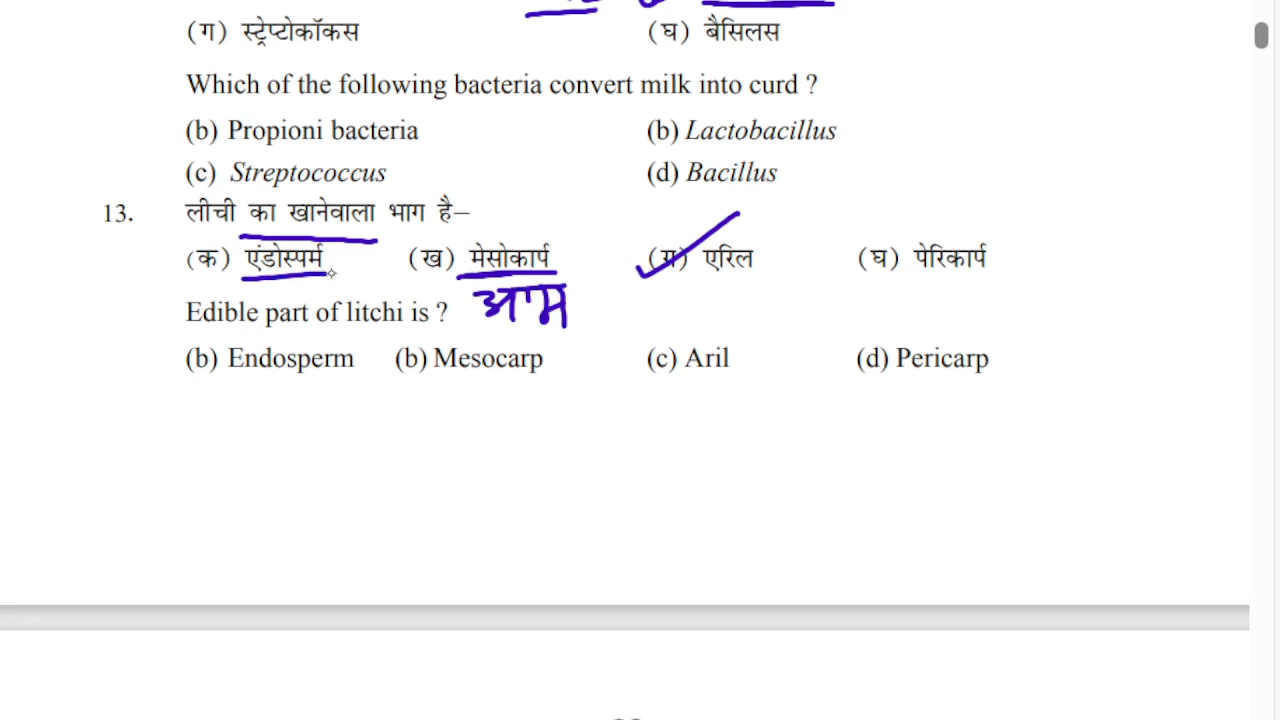 (ग) स्ट्रेप्टोकॉकस (घ) बैसिलस
Which of the following bacteria convert milk into curd ?
(b) Propioni bacteria (b) Lactobacillus
(c) Streptococcus (d) Bacillus
13. लीची का खानेवाला भाग है–
(क) एंडोस्पर्म (ख) मेसोकार्प (ग) एरिल (घ) पेरिकार्प
आम
Edible part of litchi is ?
(b) Endosperm (b) Mesocarp (c) Aril (d) Pericarp